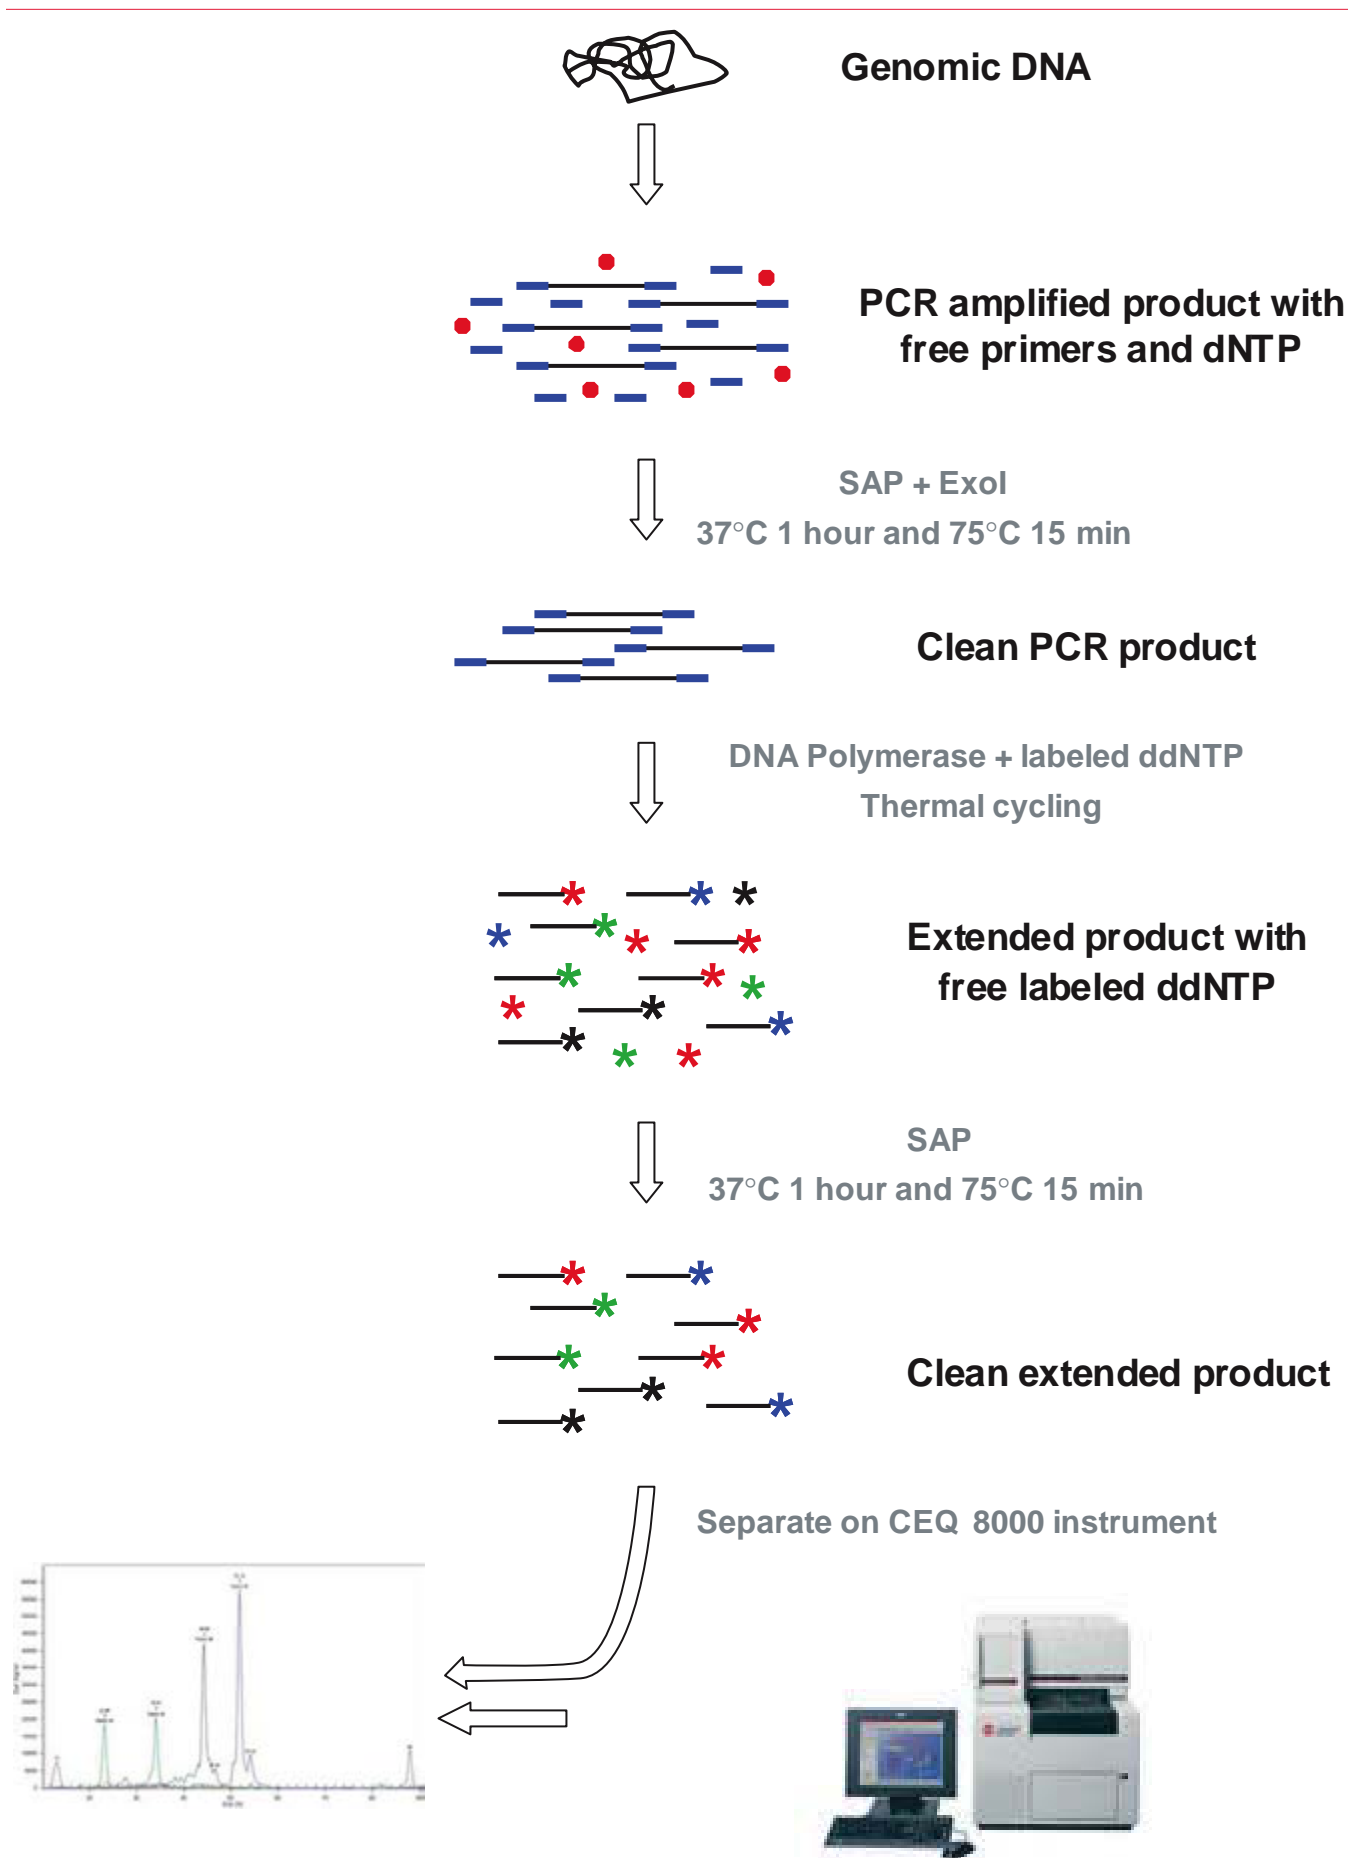 Genomic DNA
PCR amplified product with
free primers and dNTP
SAP + ExoI
37°C 1 hour and 75°C 15 min
Clean PCR product
DNA Polymerase + labeled ddNTP
Thermal cycling
Extended product with
free labeled ddNTP
SAP
37°C 1 hour and 75°C 15 min
Clean extended product
Separate on CEQ 8000 instrument